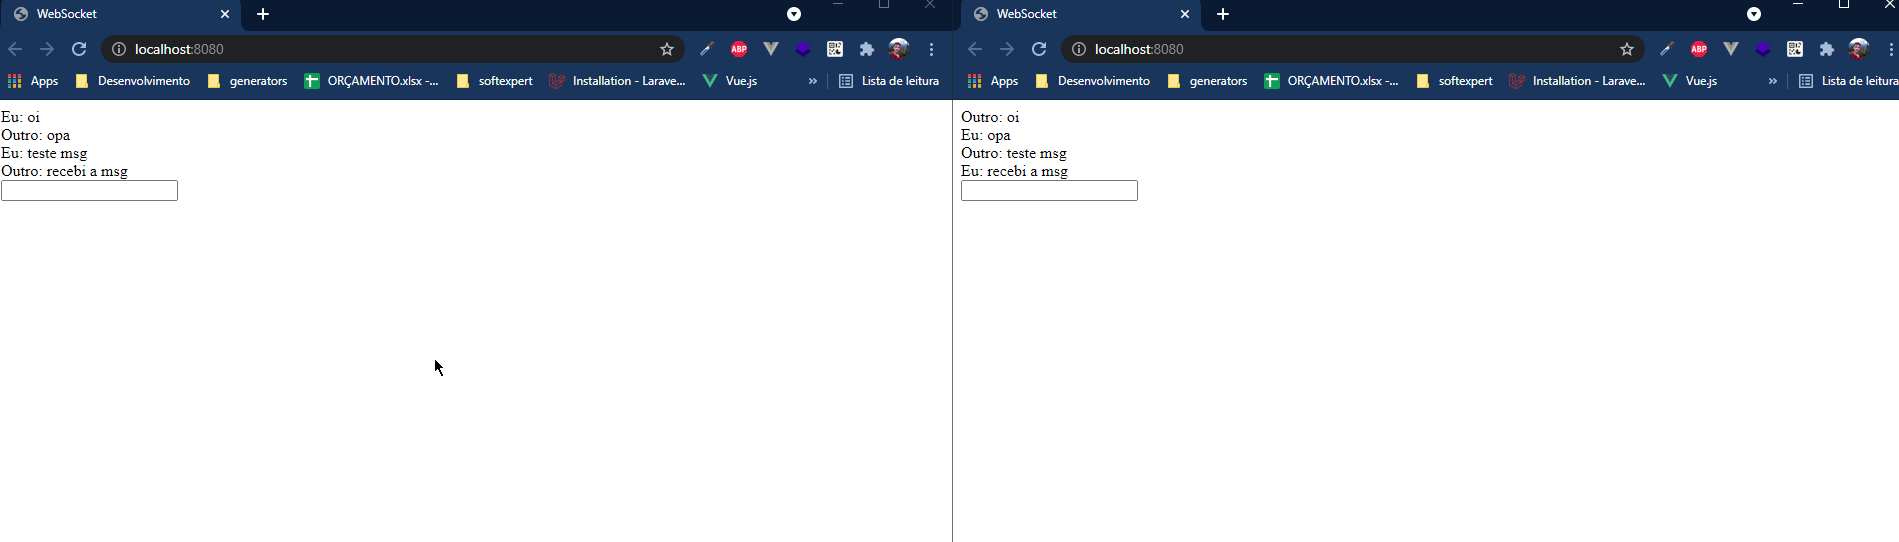 WebSocket
localhost:8080
ABP
Apps Desenvolvimento generators ORÇAMENTO.xlsx -... softexpert Installation - Larave... Vue.js » Lista de leitura
Eu: oi
Outro: opa
Eu: teste msg
Outro: recebi a msg
WebSocket
localhost:8080
ABP
Apps Desenvolvimento generators ORÇAMENTO.xlsx -... softexpert Installation - Larave... Vue.js » Lista de leitura
Outro: oi
Eu: opa
Outro: teste msg
Eu: recebi a msg